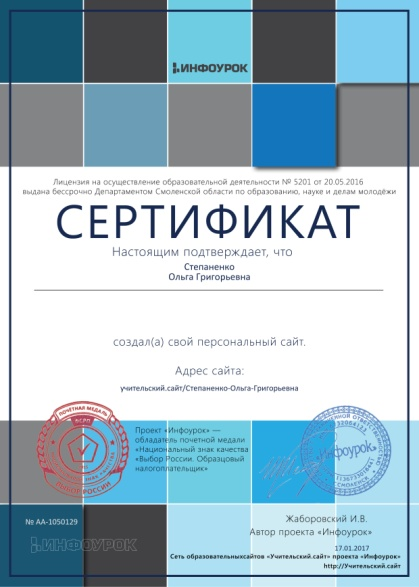 ИНФОУРОК
Лицензия на осуществление образовательной деятельности № 5201 от 20.05.2016
выдана бессрочно Департаментом Смоленской области по образованию, науке и делам молодёжи
СЕРТИФИКАТ
Настоящим подтверждает, что
Степаненко
Ольга Григорьевна
создал(а) свой персональный сайт.
Адрес сайта:
учительский.сайт/Степаненко-Ольга-Григорьевна
ПОЧЕТНАЯ МЕДАЛЬ
ВЫБОР РОССИИ
Проект «Инфоурок» —
обладатель почетной медали
«Национальный знак качества
«Выбор России. Образцовый
налогоплательщик»
«Инфоурок»
№ АА-1050129
Жаборовский И.В.
Автор проекта «Инфоурок»
ИНФОУРОК
17.01.2017
Сеть образовательныхсайтов «Учительский.сайт» проекта «Инфоурок»
http://Учительский.сайт